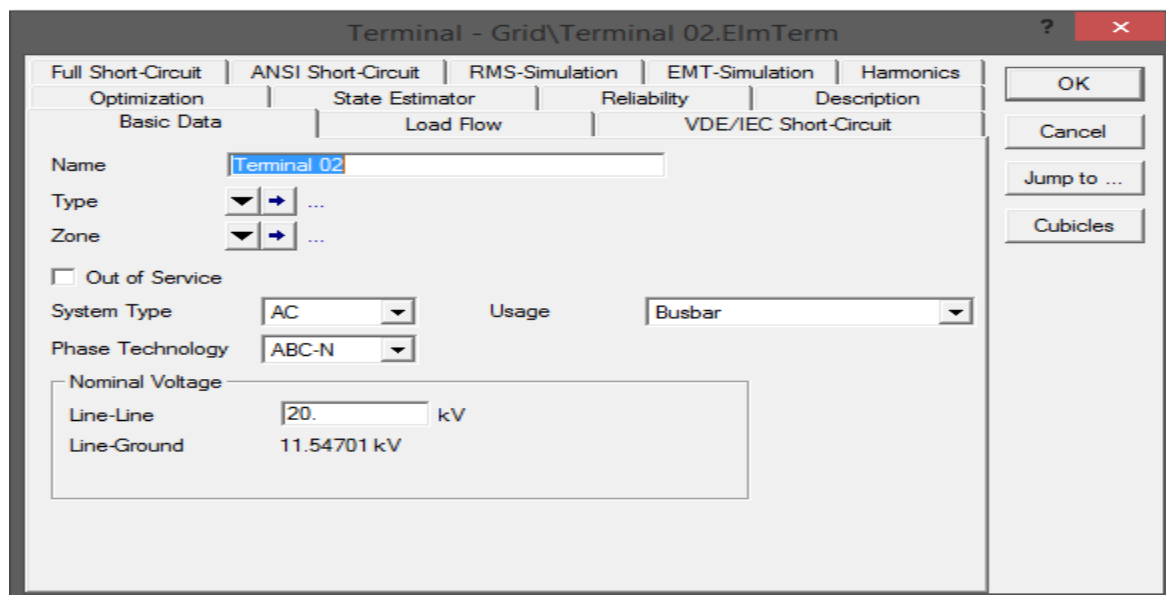 Terminal - Grid\Terminal 02.ElmTerm ? ×
Full Short-Circuit ANSI Short-Circuit RMS-Simulation EMT-Simulation Harmonics
Optimization State Estimator Reliability Description
Basic Data Load Flow VDE/IEC Short-Circuit
OK
Cancel
Jump to ...
Cubicles
Name Terminal 02
Type ...
Zone ...
Out of Service
System Type AC Usage Busbar
Phase Technology ABC-N
Nominal Voltage
Line-Line 20. kV
Line-Ground 11.54701 kV